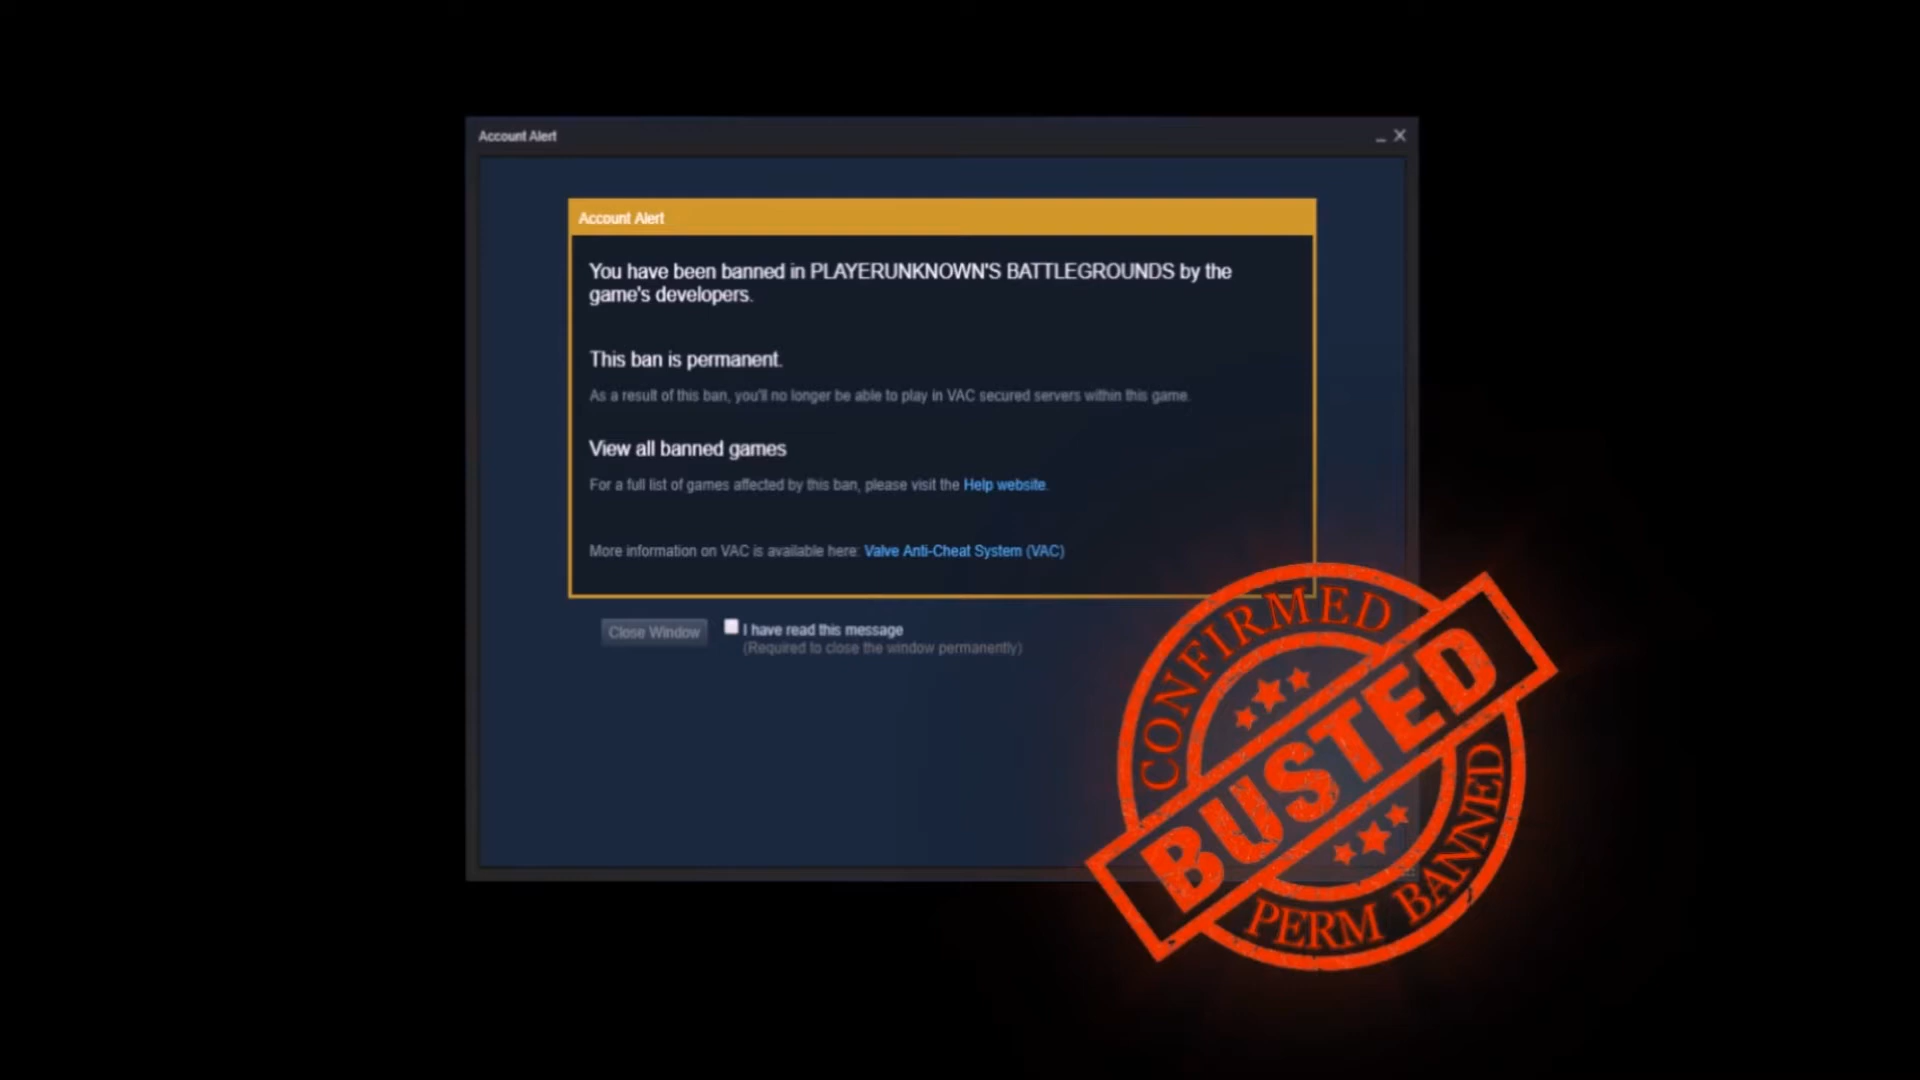 Account Alert
Account Alert
You have been banned in PLAYERUNKNOWN'S BATTLEGROUNDS by the
game's developers.
This ban is permanent.
As a result of this ban, you'll no longer be able to play in VAC secured servers within this game.
View all banned games
For a full list of games affected by this ban, please visit the Help website.
More information on VAC is available here: Valve Anti-Cheat System (VAC)
Close Window
I have read this message
(Required to close the window permanently)
CONFIRMED
BUSTED
PERM BANNED